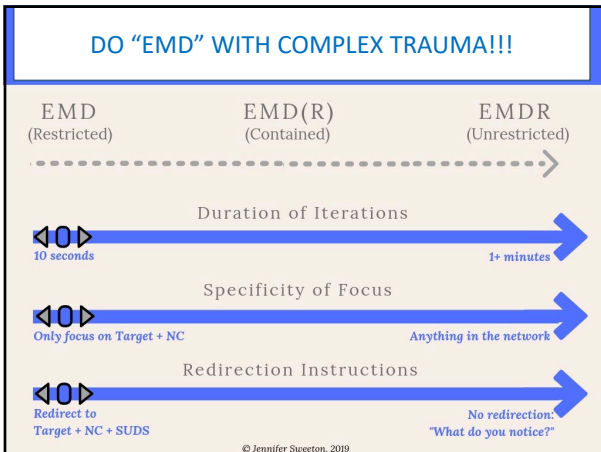 DO “EMD” WITH COMPLEX TRAUMA!!!
EMD EMD(R) EMDR
(Restricted) (Contained) (Unrestricted)
Duration of Iterations
10 seconds 1+ minutes
Specificity of Focus
Only focus on Target + NC Anything in the network
Redirection Instructions
Redirect to No redirection:
Target + NC + SUDS "What do you notice?"
© Jennifer Sweeton, 2019